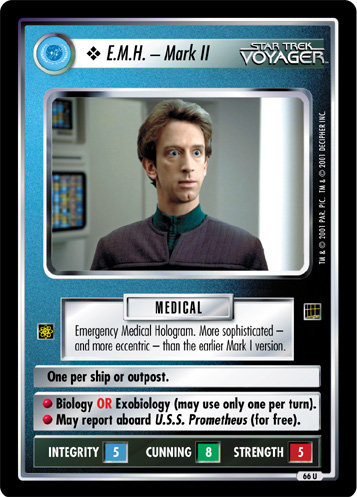 ❖ E.M.H. – Mark II
STAR TREK
VOYAGER™
TM & © 2001 PAR. PIC. TM & © 2001 DECIPHER INC.
MEDICAL
Emergency Medical Hologram. More sophisticated –
and more eccentric – than the earlier Mark I version.
One per ship or outpost.
● Biology OR Exobiology (may use only one per turn).
● May report aboard U.S.S. Prometheus (for free).
INTEGRITY 5 CUNNING 8 STRENGTH 5
66 U